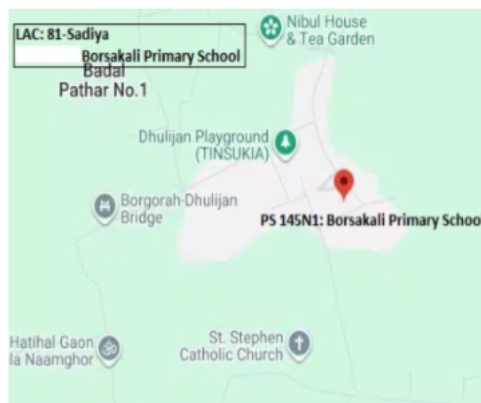 LAC: 81-Sadiya
Borsakali Primary School
Badal
Pathar No.1
Nibul House
& Tea Garden
Dhulijan Playground
(TINSUKIA)
Borgorah-Dhulijan
Bridge
PS 145N1: Borsakali Primary Schoo
Hatihal Gaon
la Naamghor
St. Stephen
Catholic Church